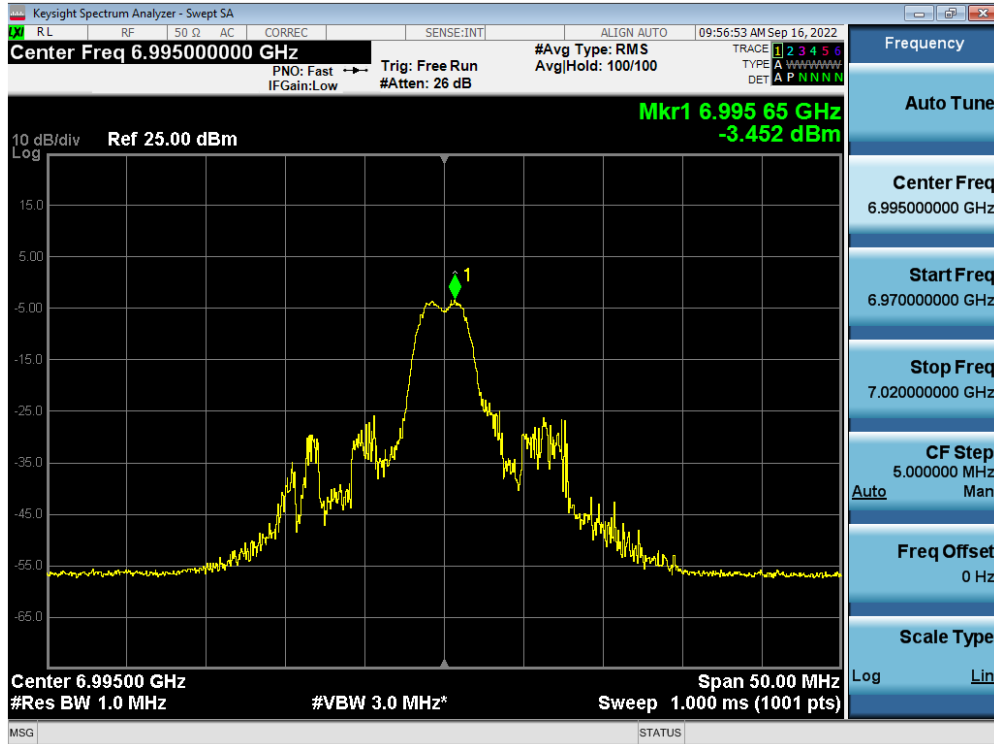 Keysight Spectrum Analyzer - Swept SA
LXI RL RF 50 Ω AC CORREC SENSE:INT ALIGN AUTO 09:56:53 AM Sep 16, 2022
Center Freq 6.995000000 GHz
PNO: Fast
IFGain:Low
Trig: Free Run
#Atten: 26 dB
#Avg Type: RMS
Avg|Hold: 100/100
TRACE 1 2 3 4 5 6
TYPE A WWWWW
DET A P N N N N
Mkr1 6.995 65 GHz
-3.452 dBm
10 dB/div Ref 25.00 dBm
Log
15.0
5.00
-5.00
-15.0
-25.0
-35.0
-45.0
-55.0
-65.0
1
Center 6.99500 GHz Span 50.00 MHz
#Res BW 1.0 MHz #VBW 3.0 MHz* Sweep 1.000 ms (1001 pts)
MSG STATUS
Frequency
Auto Tune
Center Freq
6.995000000 GHz
Start Freq
6.970000000 GHz
Stop Freq
7.020000000 GHz
CF Step
5.000000 MHz
Auto Man
Freq Offset
0 Hz
Scale Type
Log Lin